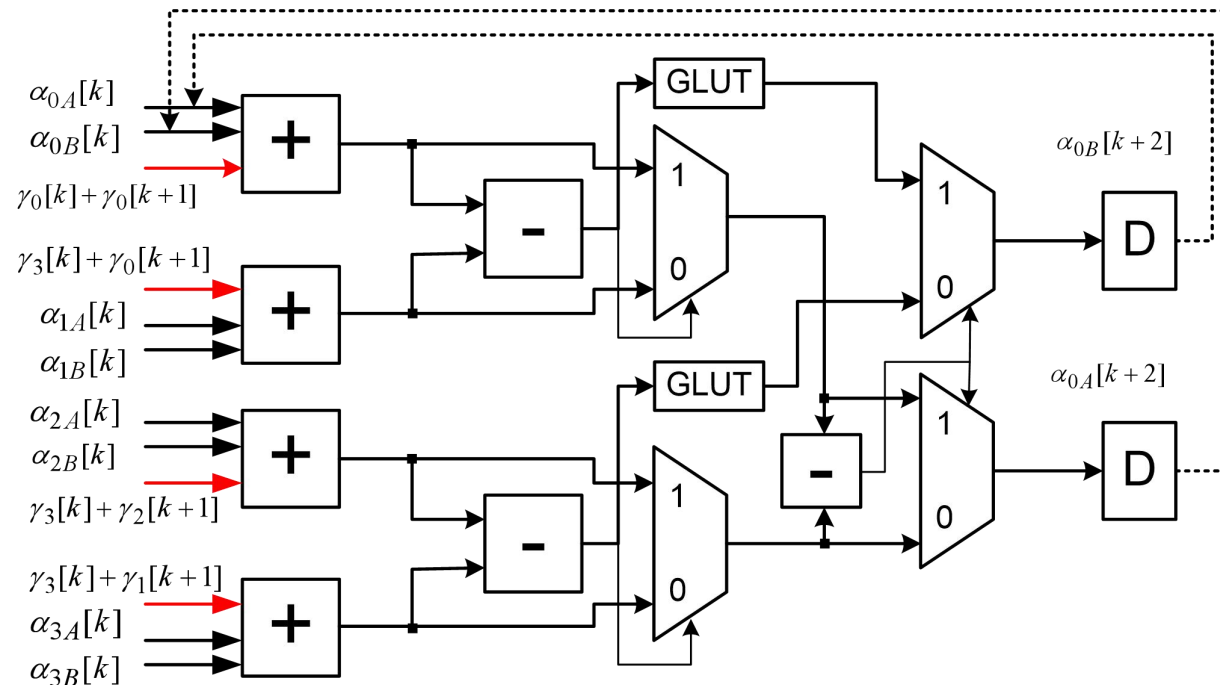 α0A[k]
α0B[k]
γ0[k]+γ0[k+1]
γ3[k]+γ0[k+1]
α1A[k]
α1B[k]
α2A[k]
α2B[k]
γ3[k]+γ2[k+1]
γ3[k]+γ1[k+1]
α3A[k]
α3B[k]
+
+
+
+
-
-
GLUT
1
0
GLUT
1
0
-
1
0
1
0
α0B[k+2]
D
α0A[k+2]
D